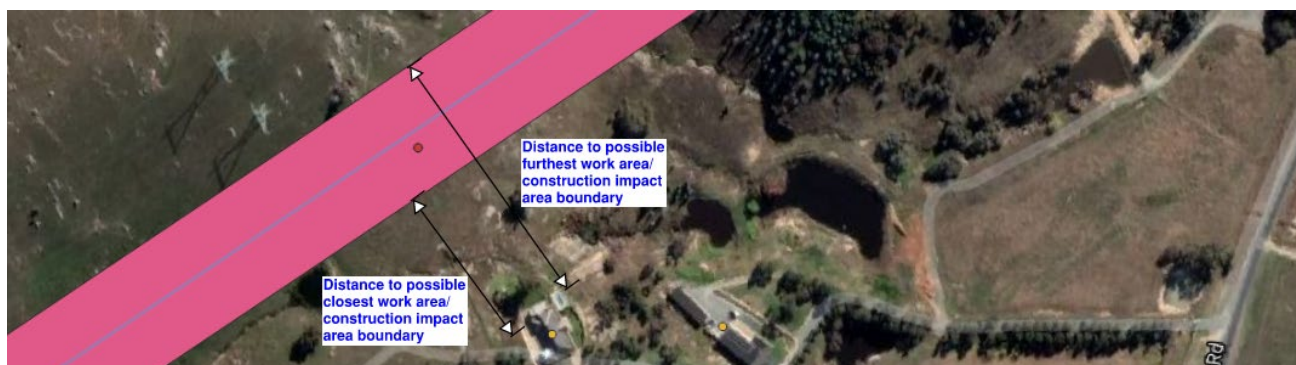 Distance to possible
furthest work area/
construction impact
area boundary
Distance to possible
closest work area/
construction impact
area boundary
Rd